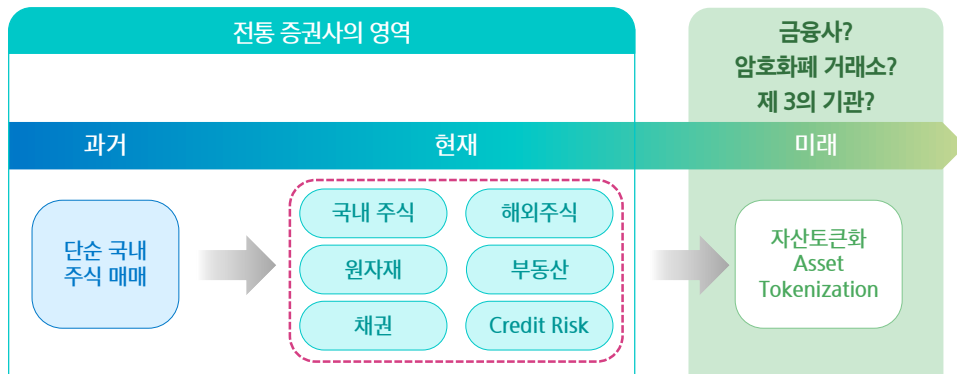 전통 증권사의 영역
금융사?
암호화폐 거래소?
제 3의 기관?
과거
현재
미래
단순 국내
주식 매매
국내 주식
해외주식
원자재
부동산
채권
Credit Risk
자산토큰화
Asset
Tokenization